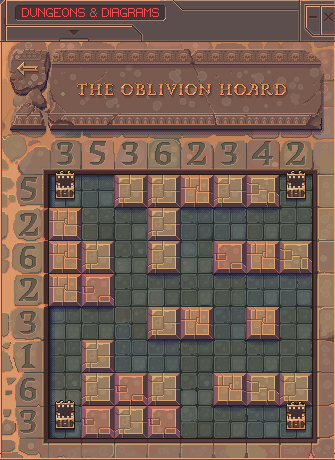 DUNGEONS & DIAGRAMS
THE OBLIVION HOARD
3 5 3 6 2 3 4 2
5
2
6
2
3
1
6
3